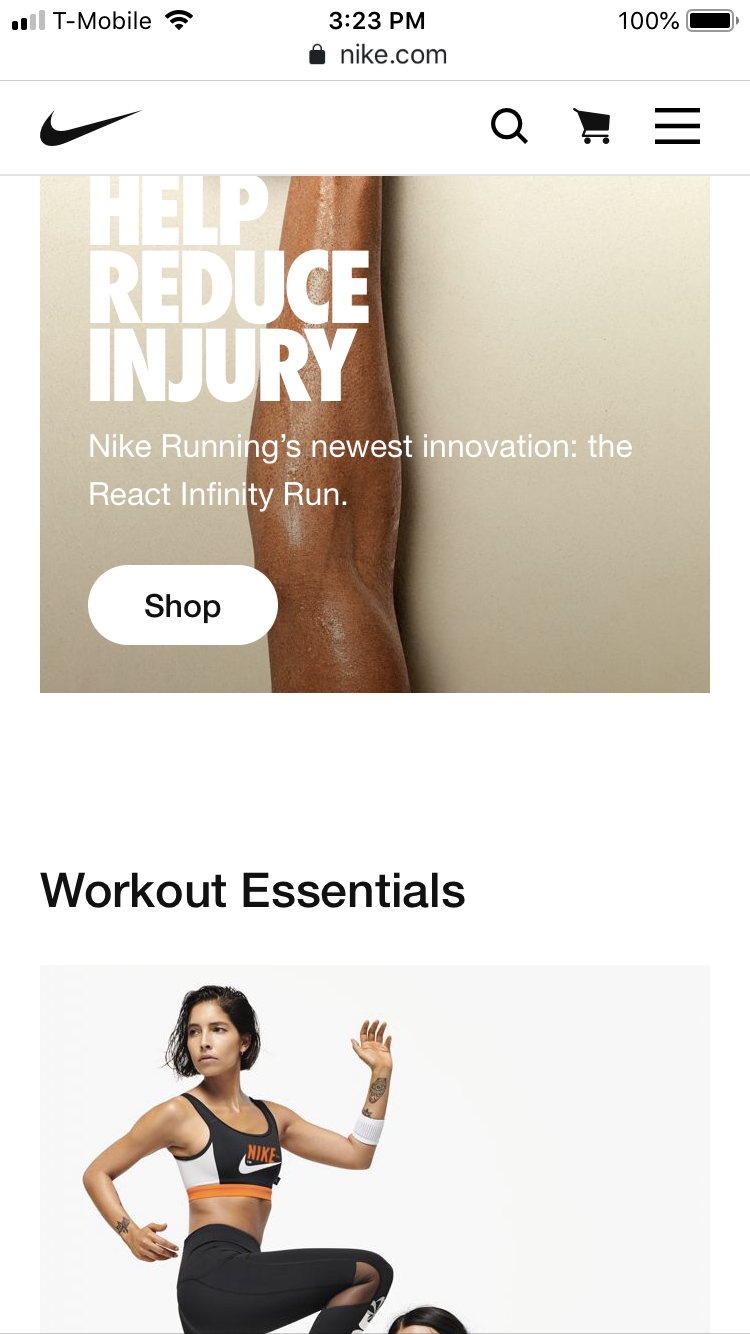 T-Mobile 3:23 PM 100%
nike.com
HELP
REDUCE
INJURY
Nike Running’s newest innovation: the
React Infinity Run.
Shop
Workout Essentials
NIKE